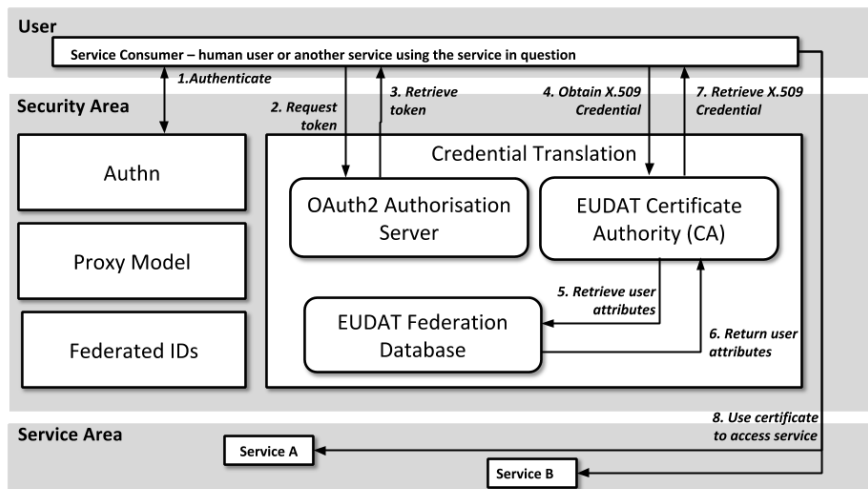 User
Service Consumer – human user or another service using the service in question
1.Authenticate
2. Request
token
3. Retrieve
token
4. Obtain X.509
Credential
7. Retrieve X.509
Credential
Security Area
Authn
Proxy Model
Federated IDs
Credential Translation
OAuth2 Authorisation
Server
EUDAT Certificate
Authority (CA)
5. Retrieve user
attributes
EUDAT Federation
Database
6. Return user
attributes
8. Use certificate
to access service
Service Area
Service A
Service B